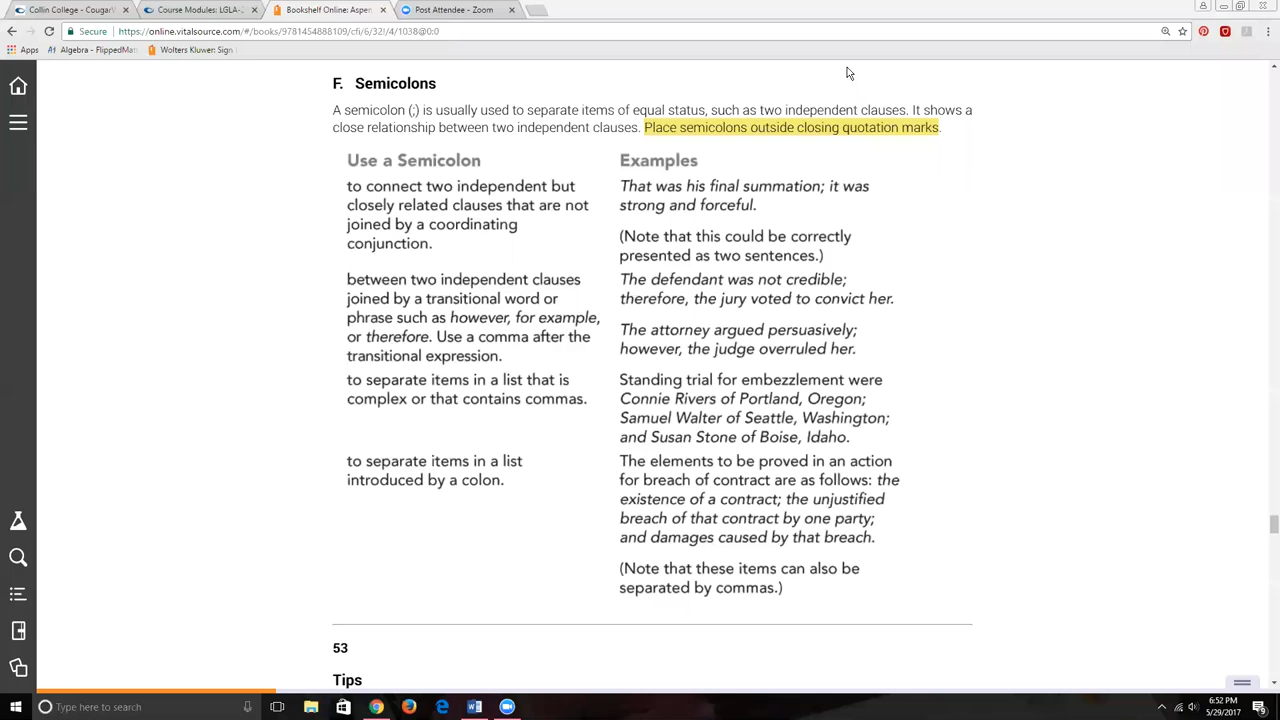 Collin College - CougarW
Course Modules: LGLA-
Bookshelf Online: Aspen
Post Attendee - Zoom
Secure
https://online.vitalsource.com/#/books/9781454888109/cfi/6/32!/4/1038@0:0
Apps
Algebra - FlippedMat
Wolters Kluwer: Sign
F. Semicolons
A semicolon (;) is usually used to separate items of equal status, such as two independent clauses. It shows a
close relationship between two independent clauses. Place semicolons outside closing quotation marks.
Use a Semicolon
Examples
to connect two independent but
closely related clauses that are not
joined by a coordinating
conjunction.
That was his final summation; it was
strong and forceful.
(Note that this could be correctly
presented as two sentences.)
between two independent clauses
joined by a transitional word or
phrase such as however, for example,
or therefore. Use a comma after the
transitional expression.
The defendant was not credible;
therefore, the jury voted to convict her.
The attorney argued persuasively;
however, the judge overruled her.
to separate items in a list that is
complex or that contains commas.
Standing trial for embezzlement were
Connie Rivers of Portland, Oregon;
Samuel Walter of Seattle, Washington;
and Susan Stone of Boise, Idaho.
to separate items in a list
introduced by a colon.
The elements to be proved in an action
for breach of contract are as follows: the
existence of a contract; the unjustified
breach of that contract by one party;
and damages caused by that breach.
(Note that these items can also be
separated by commas.)
53
Tips
Type here to search
6:52 PM
5/29/2017